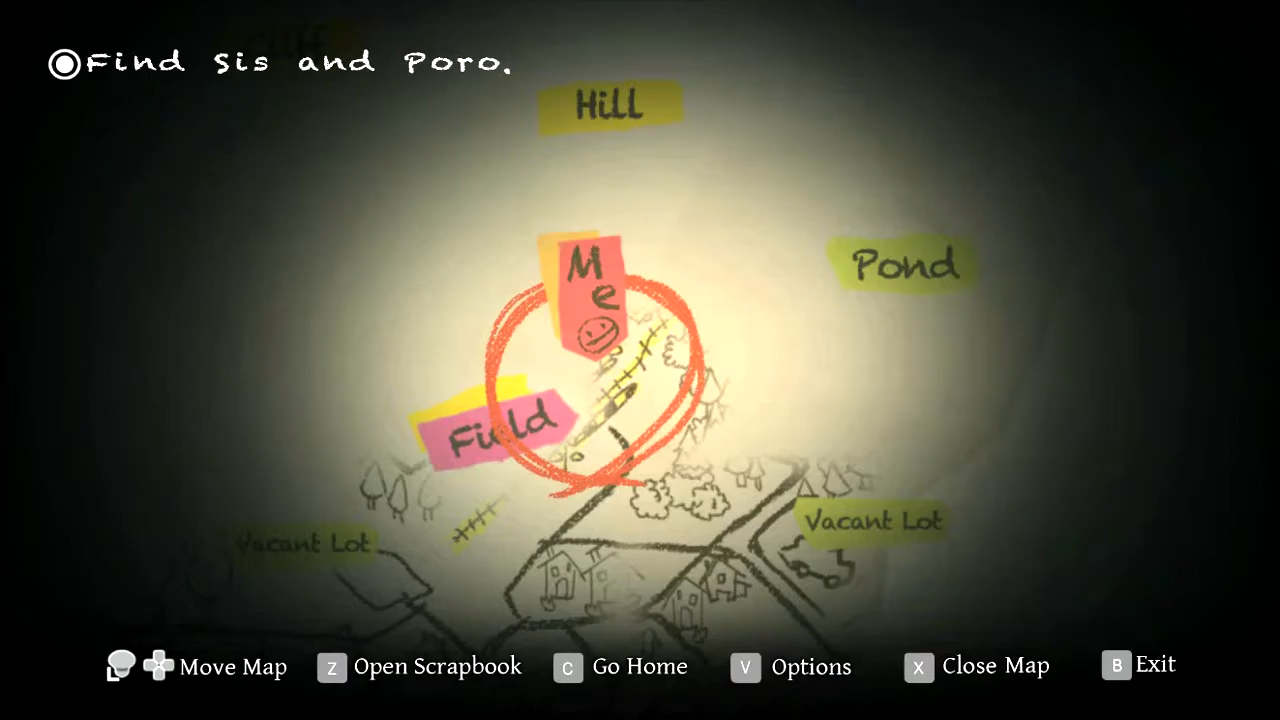 Find Sis and Poro.
Hill
Me
Pond
Field
Vacant Lot
Vacant Lot
L Move Map Z Open Scrapbook C Go Home V Options X Close Map B Exit